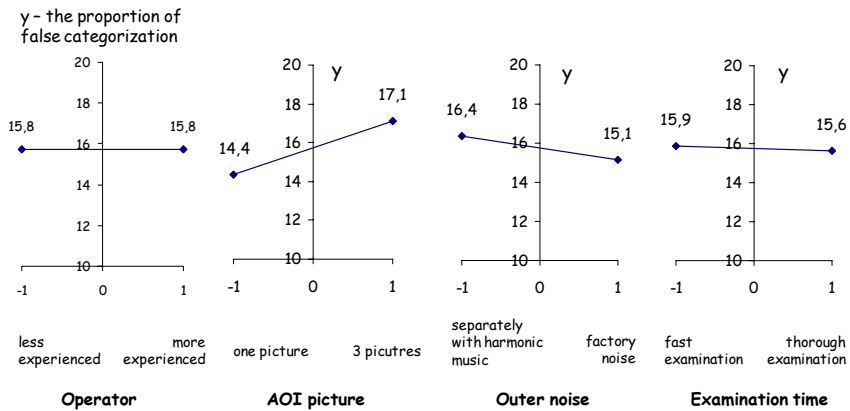 y – the proportion of
false categorization
20
18
16
14
12
10
15,8
15,8
-1
0
1
less
experienced
more
experienced
Operator
y
20
18
16
14
12
10
14,4
17,1
-1
0
1
one picture
3 picutres
AOI picture
y
20
18
16
14
12
10
16,4
15,1
-1
0
1
separately
with harmonic
music
factory
noise
Outer noise
y
20
18
16
14
12
10
15,9
15,6
-1
0
1
fast
examination
thorough
examination
Examination time